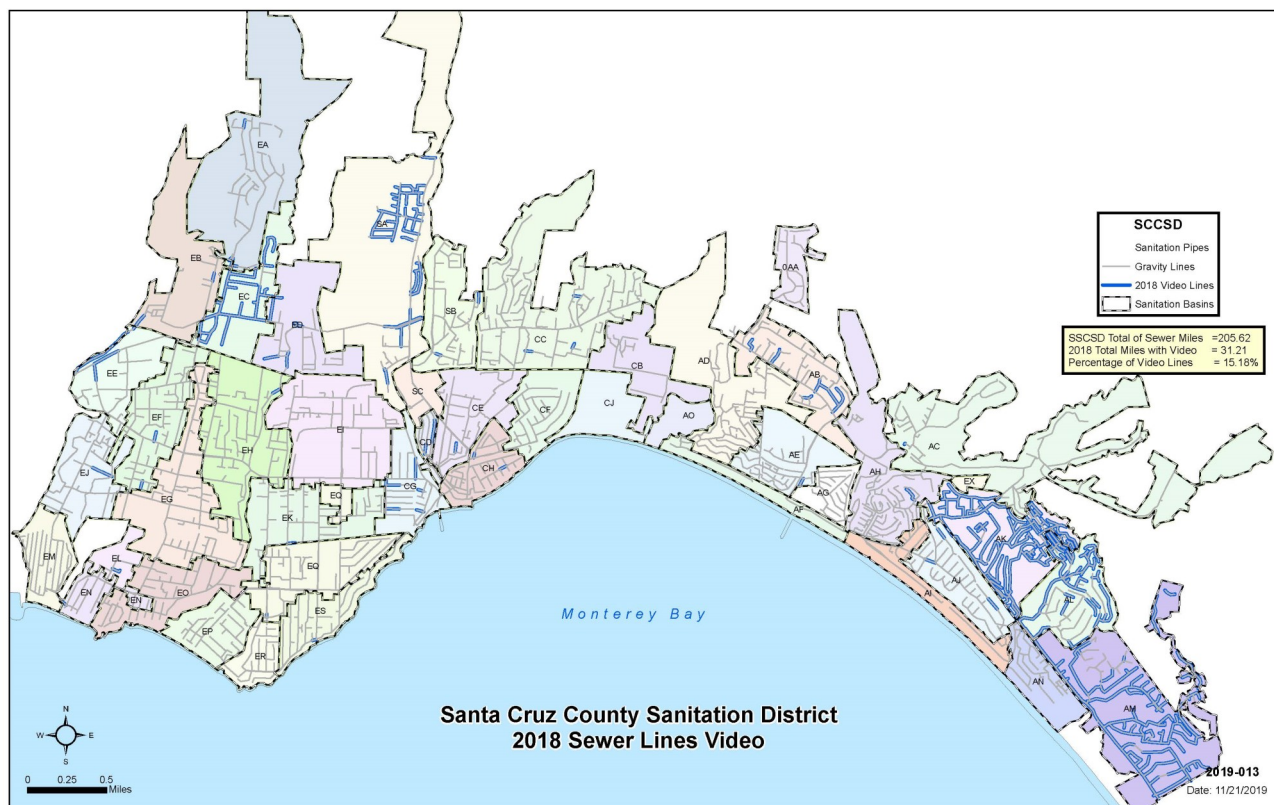 EA
SA
0AA
EB
EC
SB
ED
CC
AD
CB
EE
AB
SC
CE
CF
CJ
AO
EF
EI
CD
AC
EH
AE
EJ
CH
AH
CG
EX
EG
EQ
AG
AF
EK
AK
EM
EL
EQ
AJ
EN
EO
EN
ES
AI
AL
EP
ER
AN
AM
SCCSD
Sanitation Pipes
Gravity Lines
2018 Video Lines
Sanitation Basins
SSCSD Total of Sewer Miles =205.62
2018 Total Miles with Video = 31.21
Percentage of Video Lines = 15.18%
Monterey Bay
Santa Cruz County Sanitation District
2018 Sewer Lines Video
N
W E
S
0 0.25 0.5
Miles
2019-013
Date: 11/21/2019